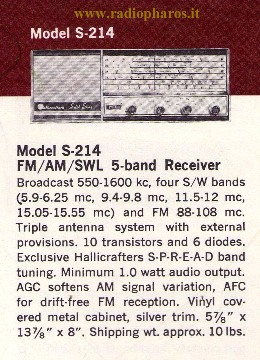 www.radiopharos.it
Model S-214
Model S-214
FM/AM/SWL 5-band Receiver
Broadcast 550-1600 kc, four S/W bands
(5.9-6.25 mc, 9.4-9.8 mc, 11.5-12 mc,
15.05-15.55 mc) and FM 88-108 mc.
Triple antenna system with external
provisions. 10 transistors and 6 diodes.
Exclusive Hallicrafters S·P·R·E·A·D band
tuning. Minimum 1.0 watt audio output.
AGC softens AM signal variation, AFC
for drift-free FM reception. Vinyl cov-
ered metal cabinet, silver trim. 5⅞" x
13⅞" x 8". Shipping wt. approx. 10 lbs.